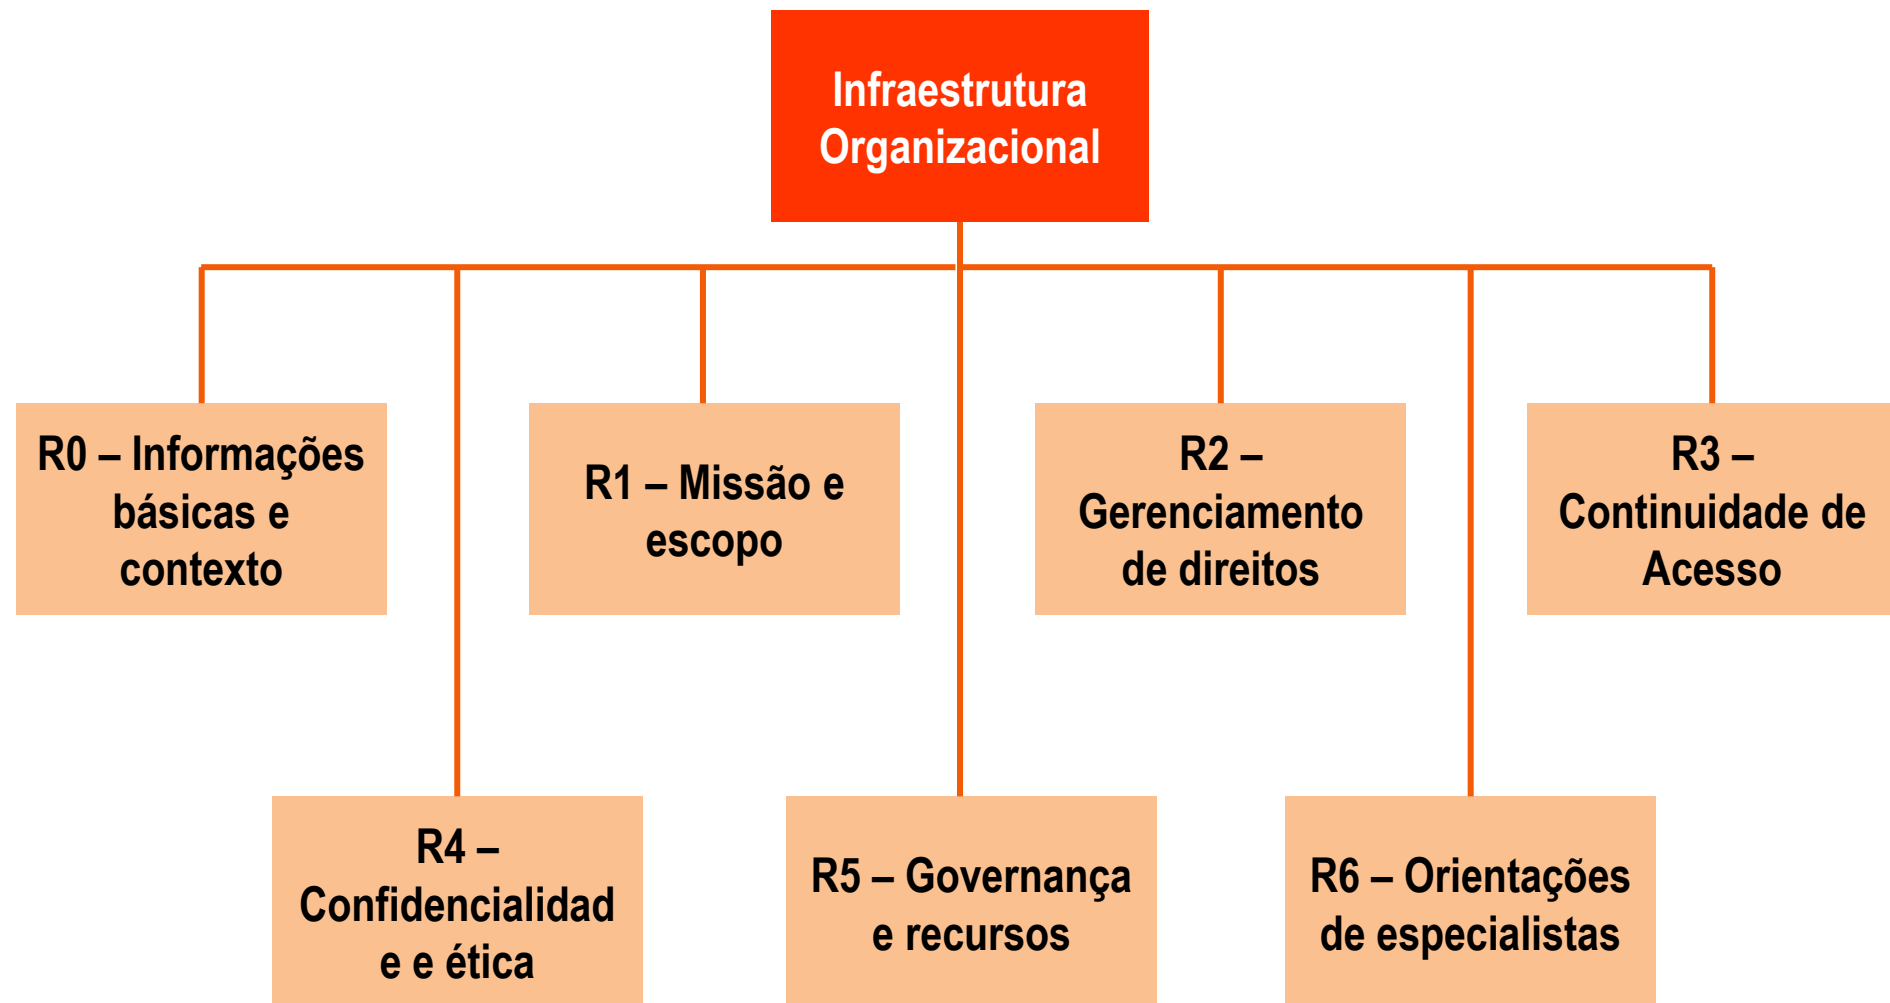 Infraestrutura
Organizacional
R0 – Informações
básicas e
contexto
R1 – Missão e
escopo
R2 –
Gerenciamento
de direitos
R3 –
Continuidade de
Acesso
R4 –
Confidencialidad
e e ética
R5 – Governança
e recursos
R6 – Orientações
de especialistas